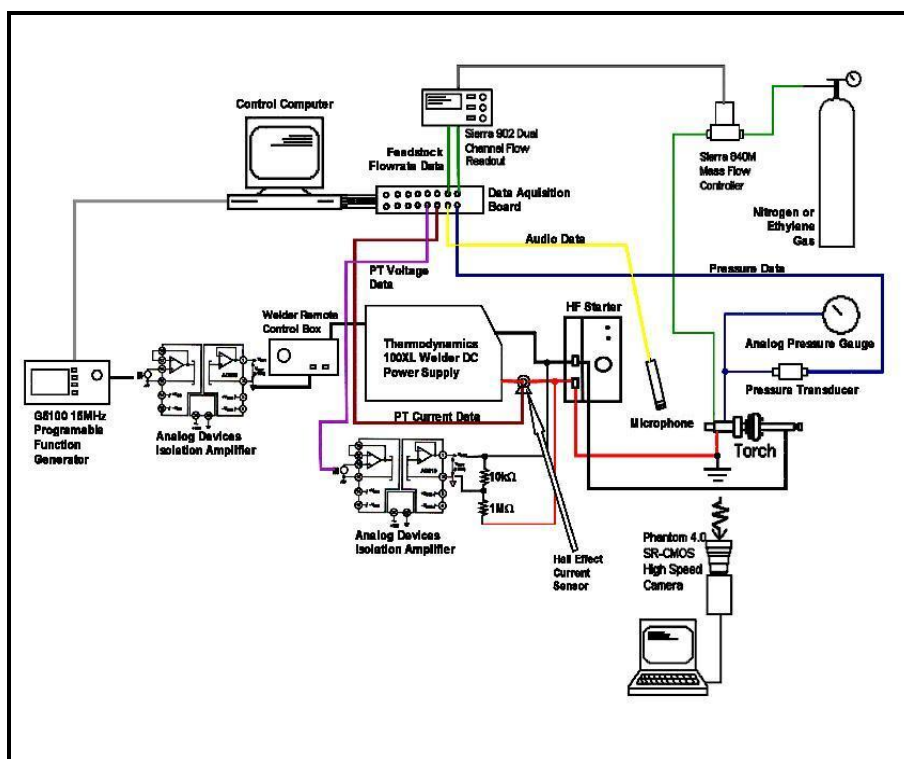 Control Computer
Sierra 902 Dual
Channel Flow
Readout
Feedstock
Flowrate Data
Sierra 840M
Mass Flow
Controller
Data Aquisition
Board
Nitrogen or
Ethylene
Gas
Audio Data
PT Voltage
Data
Pressure Data
Welder Remote
Control Box
HF Starter
Thermodynamics
100XL Welder DC
Power Supply
Analog Pressure Gauge
Pressure Transducer
G5100 15MHz
Programable
Function
Generator
Analog Devices
Isolation Amplifier
PT Current Data
Microphone
Torch
10kΩ
1MΩ
Analog Devices
Isolation Amplifier
Hall Effect
Current
Sensor
Phantom 4.0
SR-CMOS
High Speed
Camera